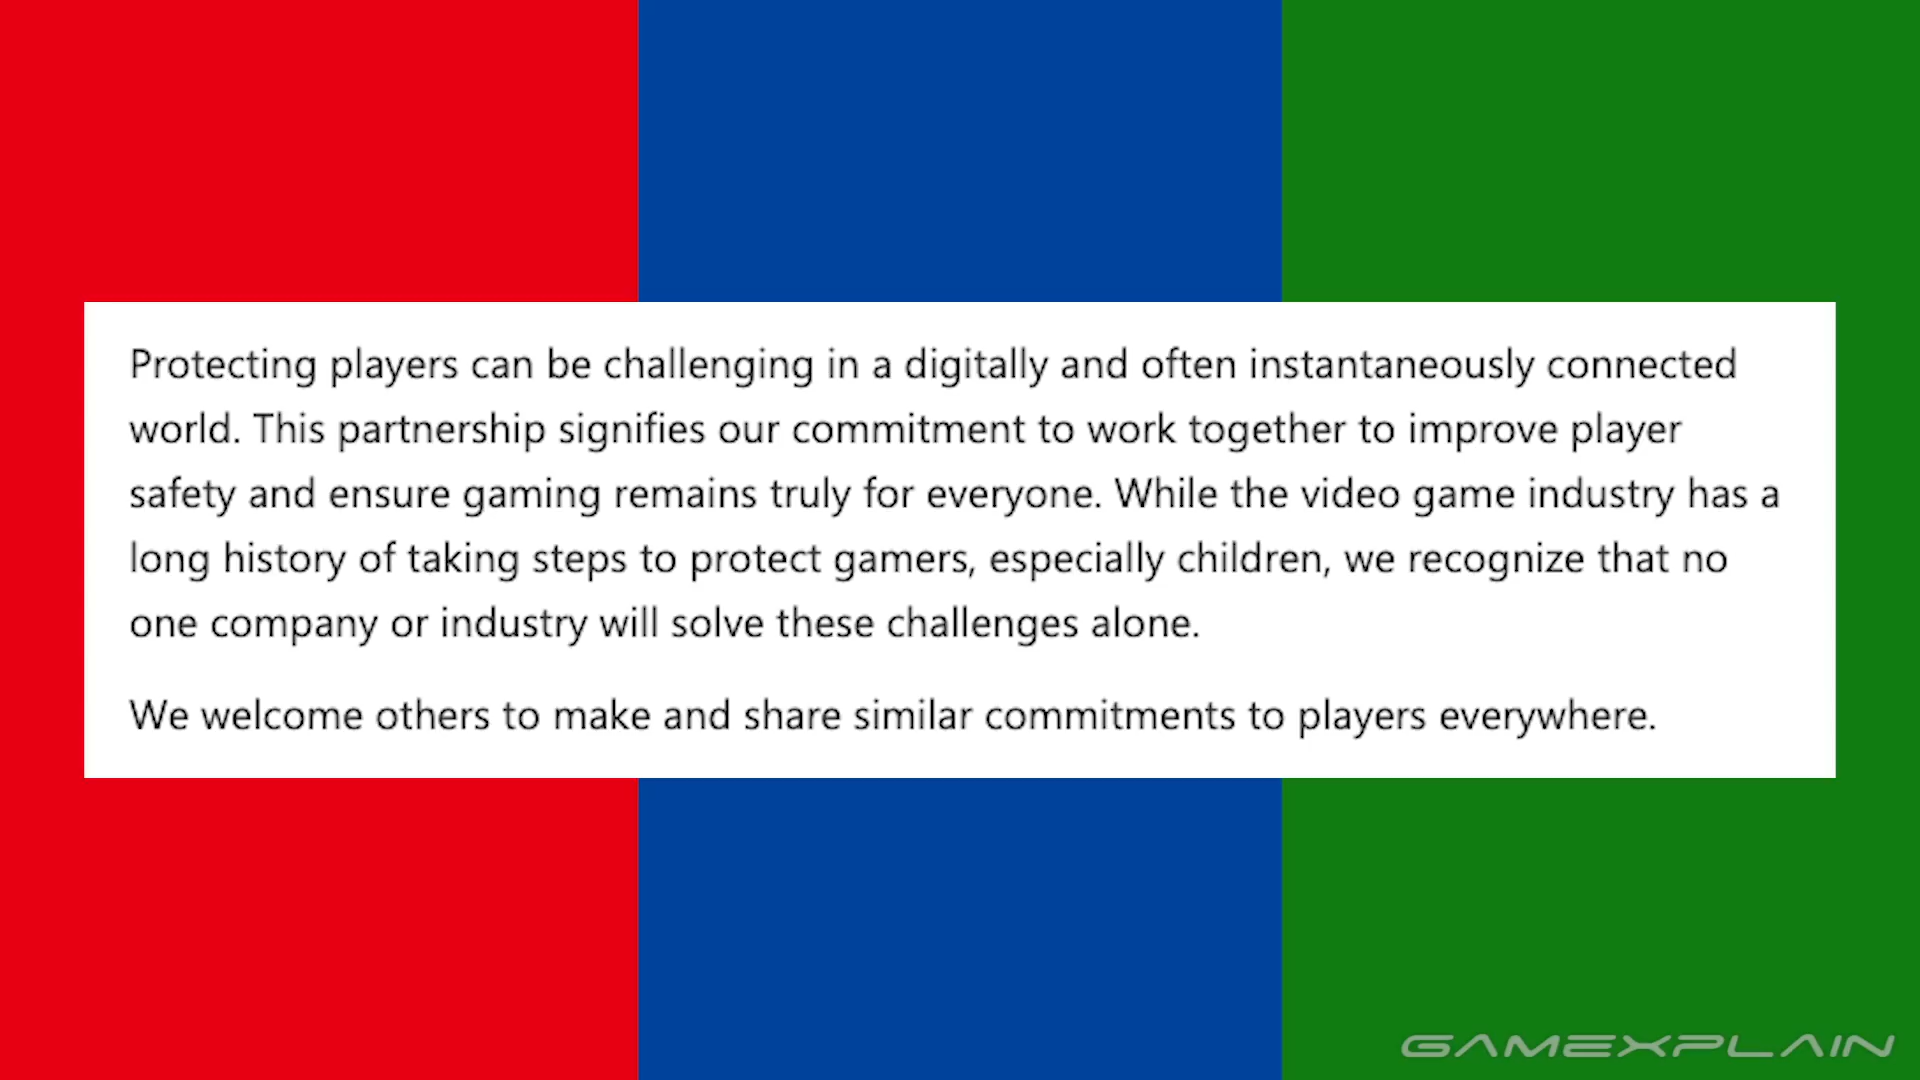 Protecting players can be challenging in a digitally and often instantaneously connected
world. This partnership signifies our commitment to work together to improve player
safety and ensure gaming remains truly for everyone. While the video game industry has a
long history of taking steps to protect gamers, especially children, we recognize that no
one company or industry will solve these challenges alone.
We welcome others to make and share similar commitments to players everywhere.
GAMEXPLAIN